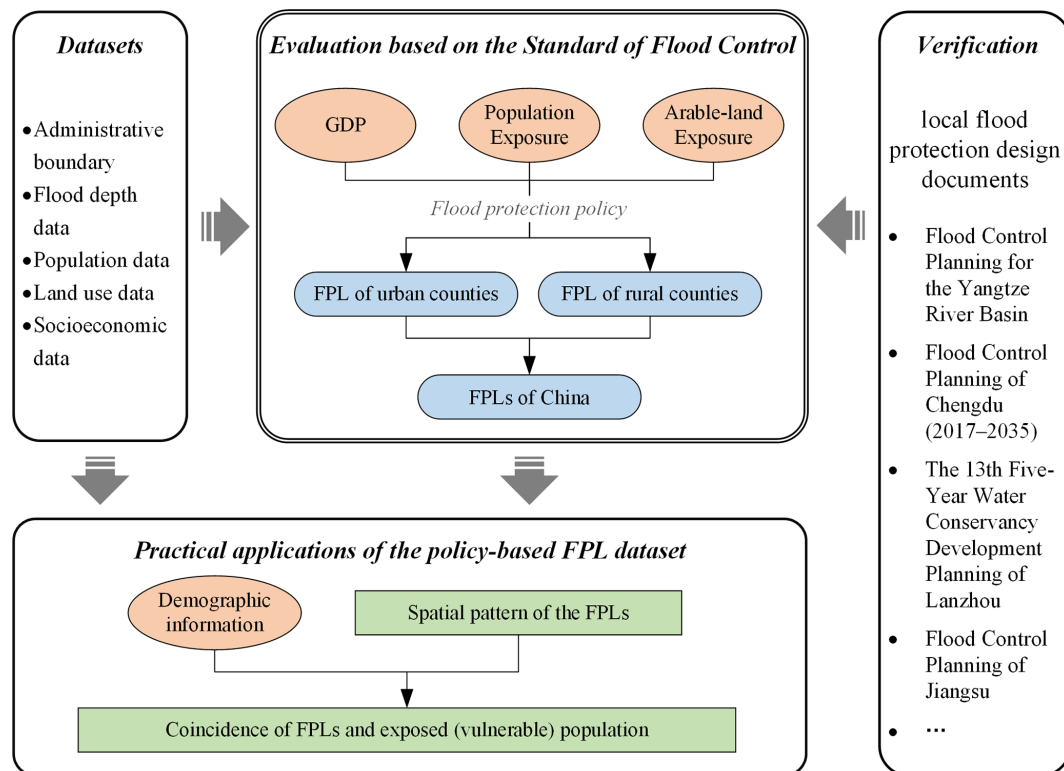 Datasets
●Administrative
boundary
●Flood depth
data
●Population data
●Land use data
●Socioeconomic
data
Evaluation based on the Standard of Flood Control
GDP
Population
Exposure
Arable-land
Exposure
Flood protection policy
FPL of urban counties
FPL of rural counties
FPLs of China
Verification
local flood
protection design
documents
● Flood Control
Planning for
the Yangtze
River Basin
● Flood Control
Planning of
Chengdu
(2017–2035)
● The 13th Five-
Year Water
Conservancy
Development
Planning of
Lanzhou
● Flood Control
Planning of
Jiangsu
● ...
Practical applications of the policy-based FPL dataset
Demographic
information
Spatial pattern of the FPLs
Coincidence of FPLs and exposed (vulnerable) population